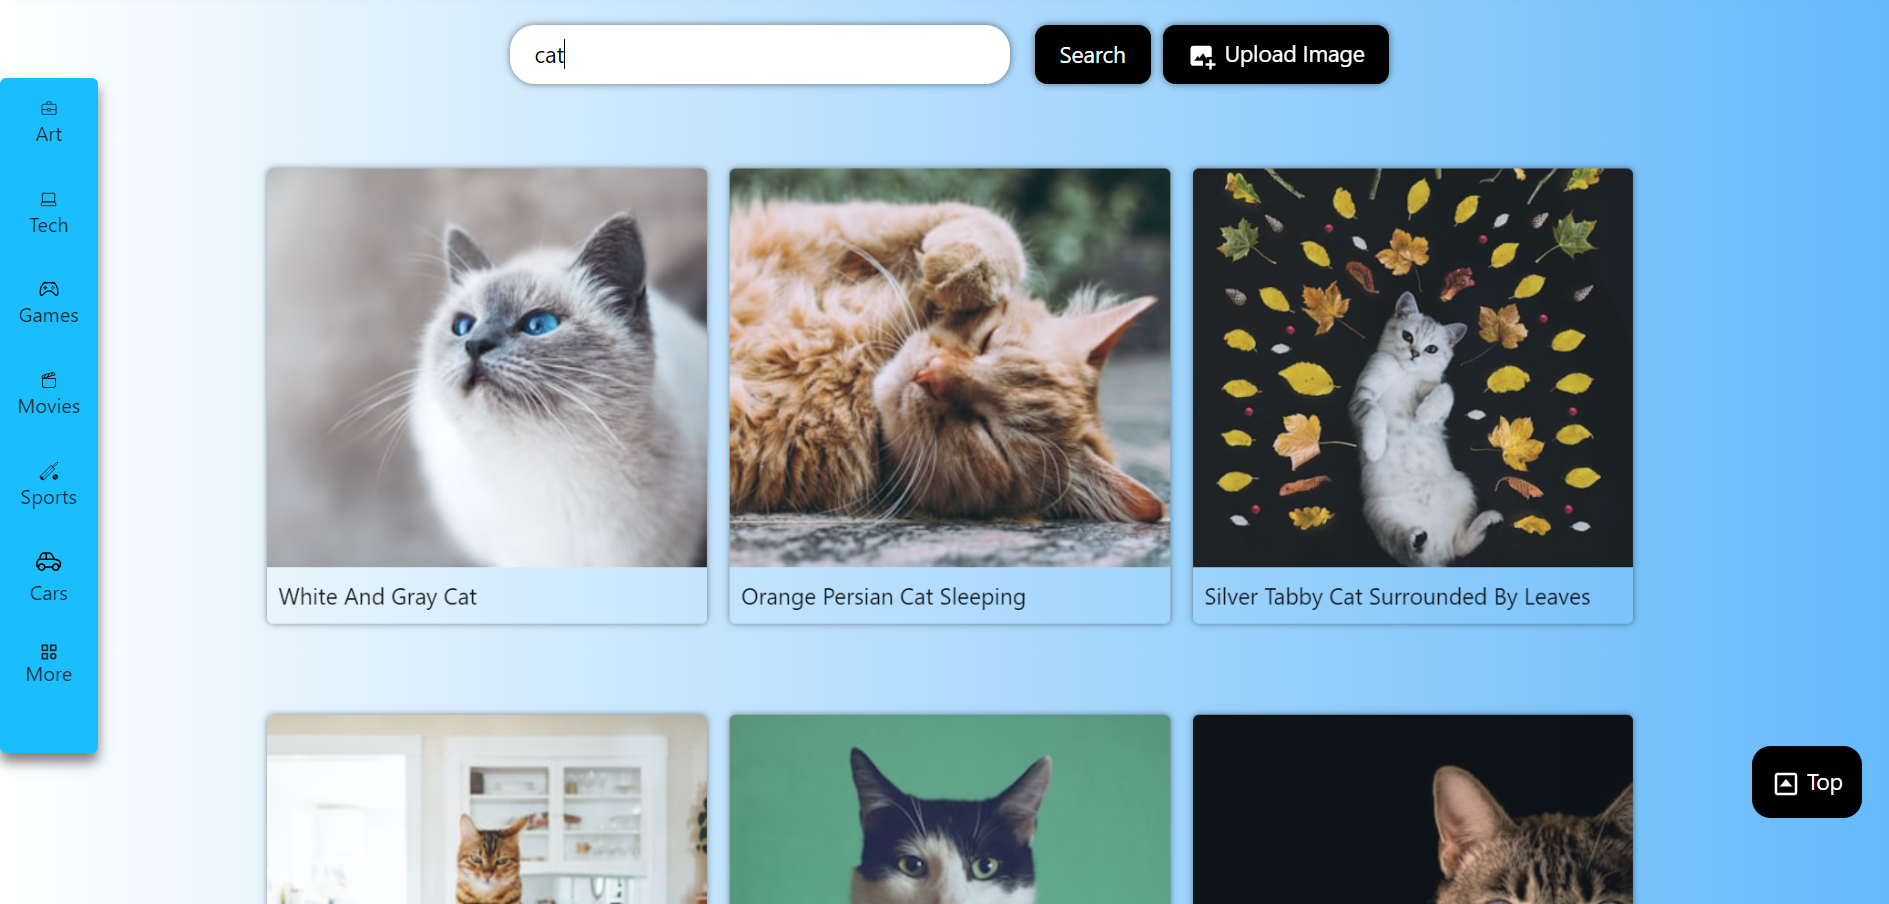 cat
Search
Upload Image
Art
Tech
Games
Movies
Sports
Cars
More
White And Gray Cat
Orange Persian Cat Sleeping
Silver Tabby Cat Surrounded By Leaves
Top